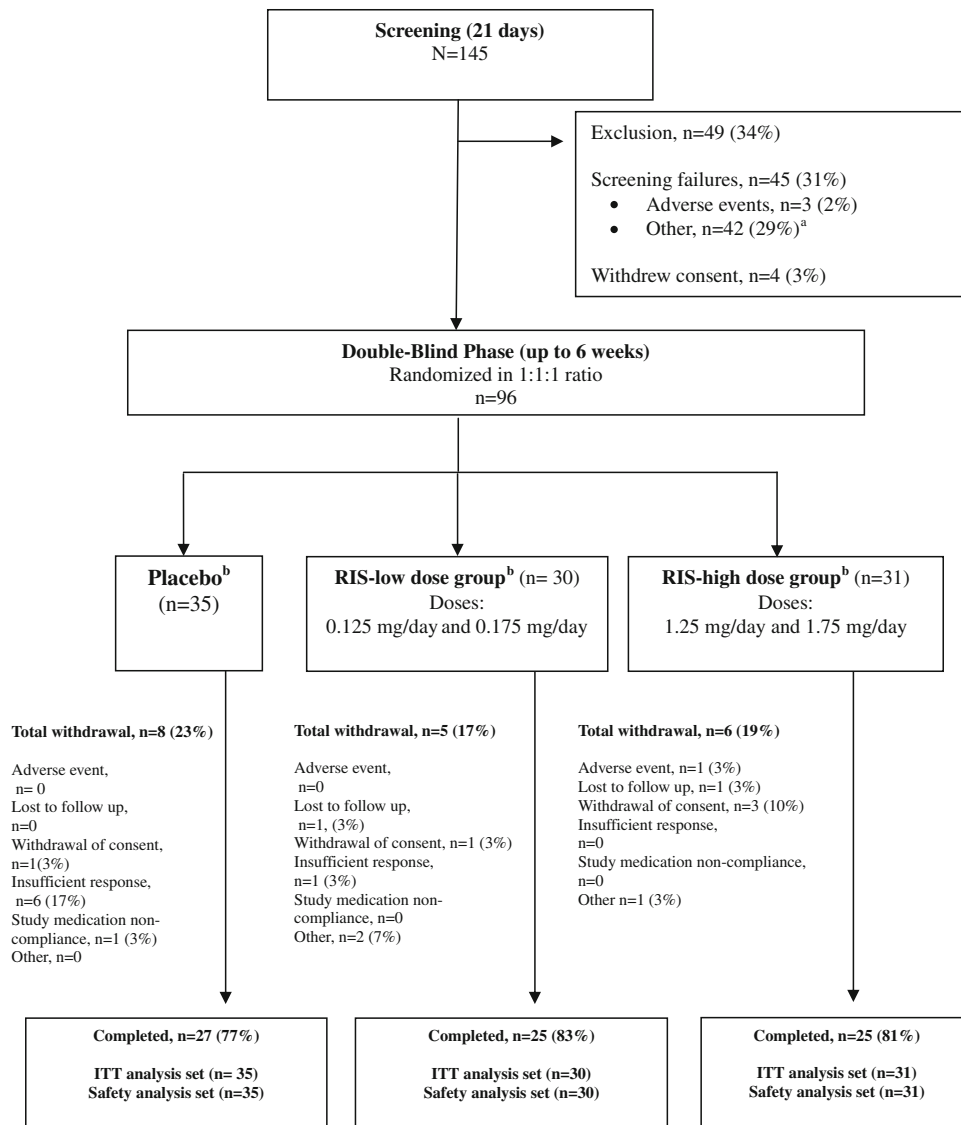 Screening (21 days)
N=145
Exclusion, n=49 (34%)
Screening failures, n=45 (31%)
• Adverse events, n=3 (2%)
• Other, n=42 (29%)a
Withdrew consent, n=4 (3%)
Double-Blind Phase (up to 6 weeks)
Randomized in 1:1:1 ratio
n=96
Placebob
(n=35)
RIS-low dose groupb (n= 30)
Doses:
0.125 mg/day and 0.175 mg/day
RIS-high dose groupb (n=31)
Doses:
1.25 mg/day and 1.75 mg/day
Total withdrawal, n=8 (23%)
Adverse event,
n= 0
Lost to follow up,
n=0
Withdrawal of consent,
n=1(3%)
Insufficient response,
n=6 (17%)
Study medication non-
compliance, n=1 (3%)
Other, n=0
Total withdrawal, n=5 (17%)
Adverse event,
n=0
Lost to follow up,
n=1, (3%)
Withdrawal of consent, n=1 (3%)
Insufficient response,
n=1 (3%)
Study medication non-
compliance, n=0
Other, n=2 (7%)
Total withdrawal, n=6 (19%)
Adverse event, n=1 (3%)
Lost to follow up, n=1 (3%)
Withdrawal of consent, n=3 (10%)
Insufficient response,
n=0
Study medication non-compliance,
n=0
Other n=1 (3%)
Completed, n=27 (77%)
ITT analysis set (n= 35)
Safety analysis set (n=35)
Completed, n=25 (83%)
ITT analysis set (n=30)
Safety analysis set (n=30)
Completed, n=25 (81%)
ITT analysis set (n=31)
Safety analysis set (n=31)